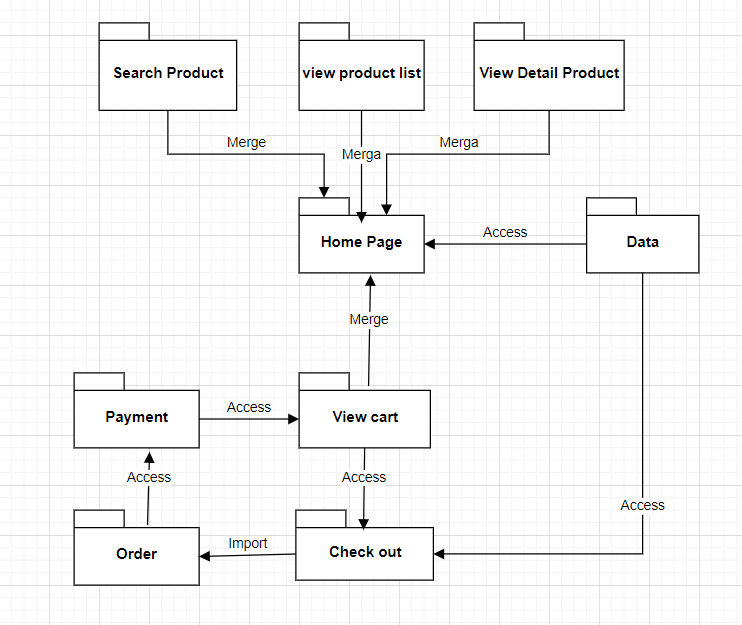 Search Product
view product list
View Detail Product
Merge
Merga
Merga
Home Page
Access
Data
Merge
Payment
Access
View cart
Access
Access
Access
Order
Import
Check out